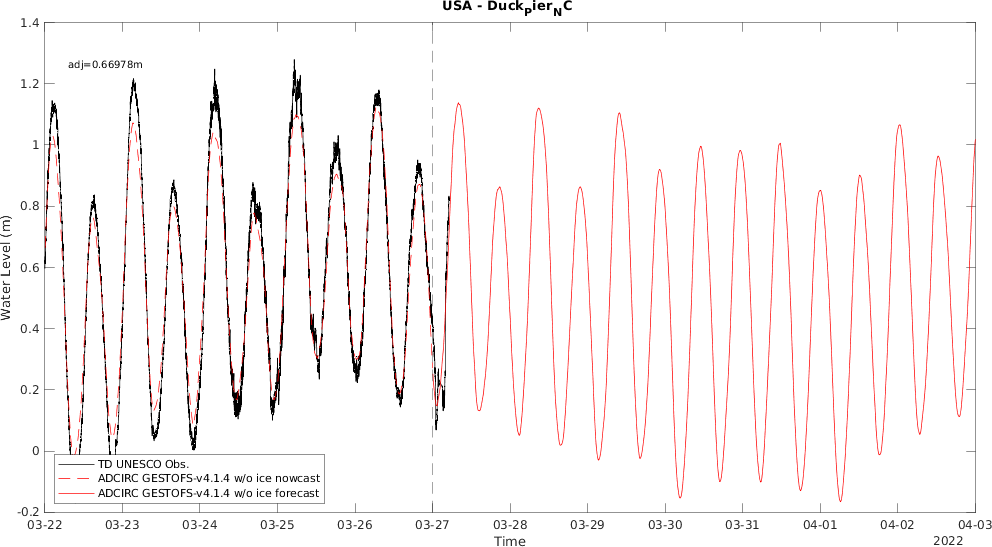 USA - Duck_Pier_NC
1.4
1.2
1
0.8
0.6
0.4
0.2
0
-0.2
Water Level (m)
adj=0.66978m
TD UNESCO Obs.
ADCIRC GESTOFS-v4.1.4 w/o ice nowcast
ADCIRC GESTOFS-v4.1.4 w/o ice forecast
03-22 03-23 03-24 03-25 03-26 03-27 03-28 03-29 03-30 03-31 04-01 04-02 04-03
Time
2022